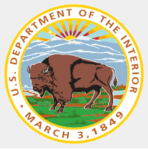 U.S. DEPARTMENT OF THE INTERIOR
MARCH 3, 1849